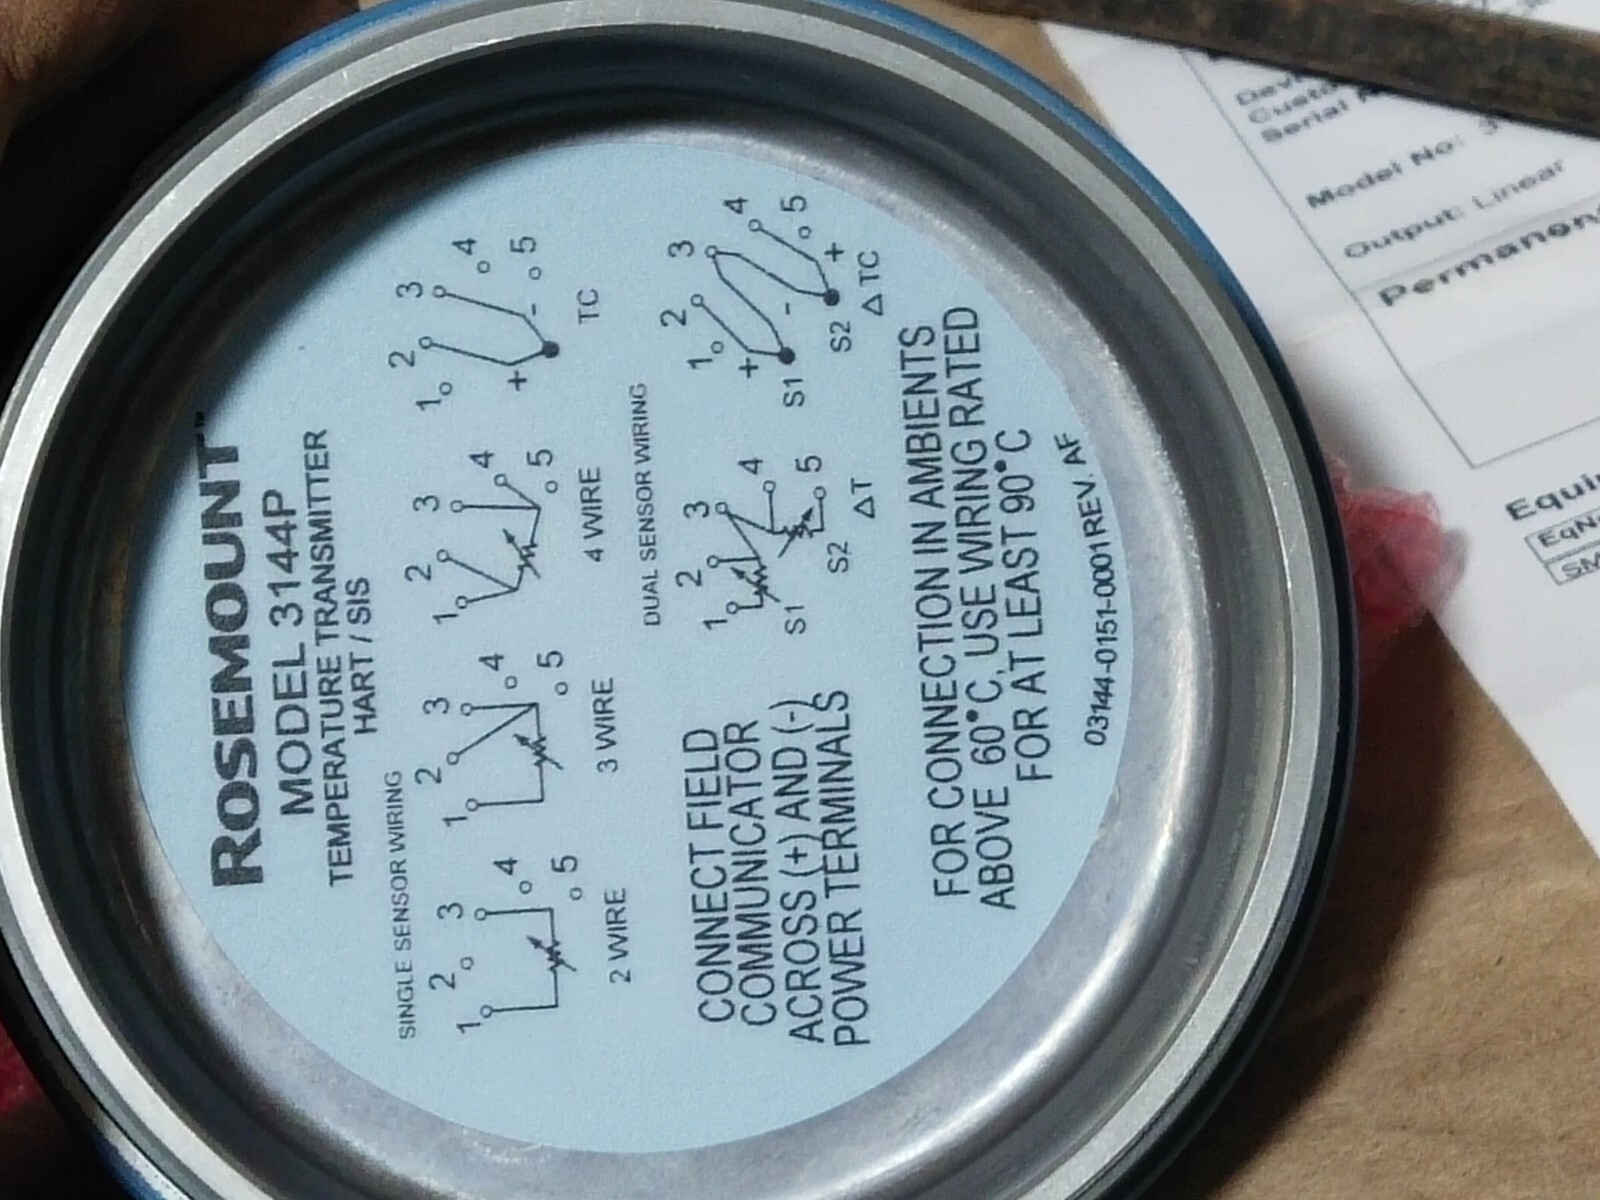 ROSEMOUNT™
MODEL 3144P
TEMPERATURE TRANSMITTER
HART / SIS
SINGLE SENSOR WIRING
1 2 3 4 5
2 WIRE
1 2 3 4 5
3 WIRE
1 2 3 4 5
4 WIRE
1 2 3 4 5
+ -
TC
CONNECT FIELD
COMMUNICATOR
ACROSS (+) AND (-)
POWER TERMINALS
DUAL SENSOR WIRING
1 2 3 4 5
S1 S2
ΔT
1 2 3 4 5
+ - +
S1 S2
Δ TC
FOR CONNECTION IN AMBIENTS
ABOVE 60°C, USE WIRING RATED
FOR AT LEAST 90°C
03144-0151-0001 REV. AF
Serial
Model No: 3
Output: Linear